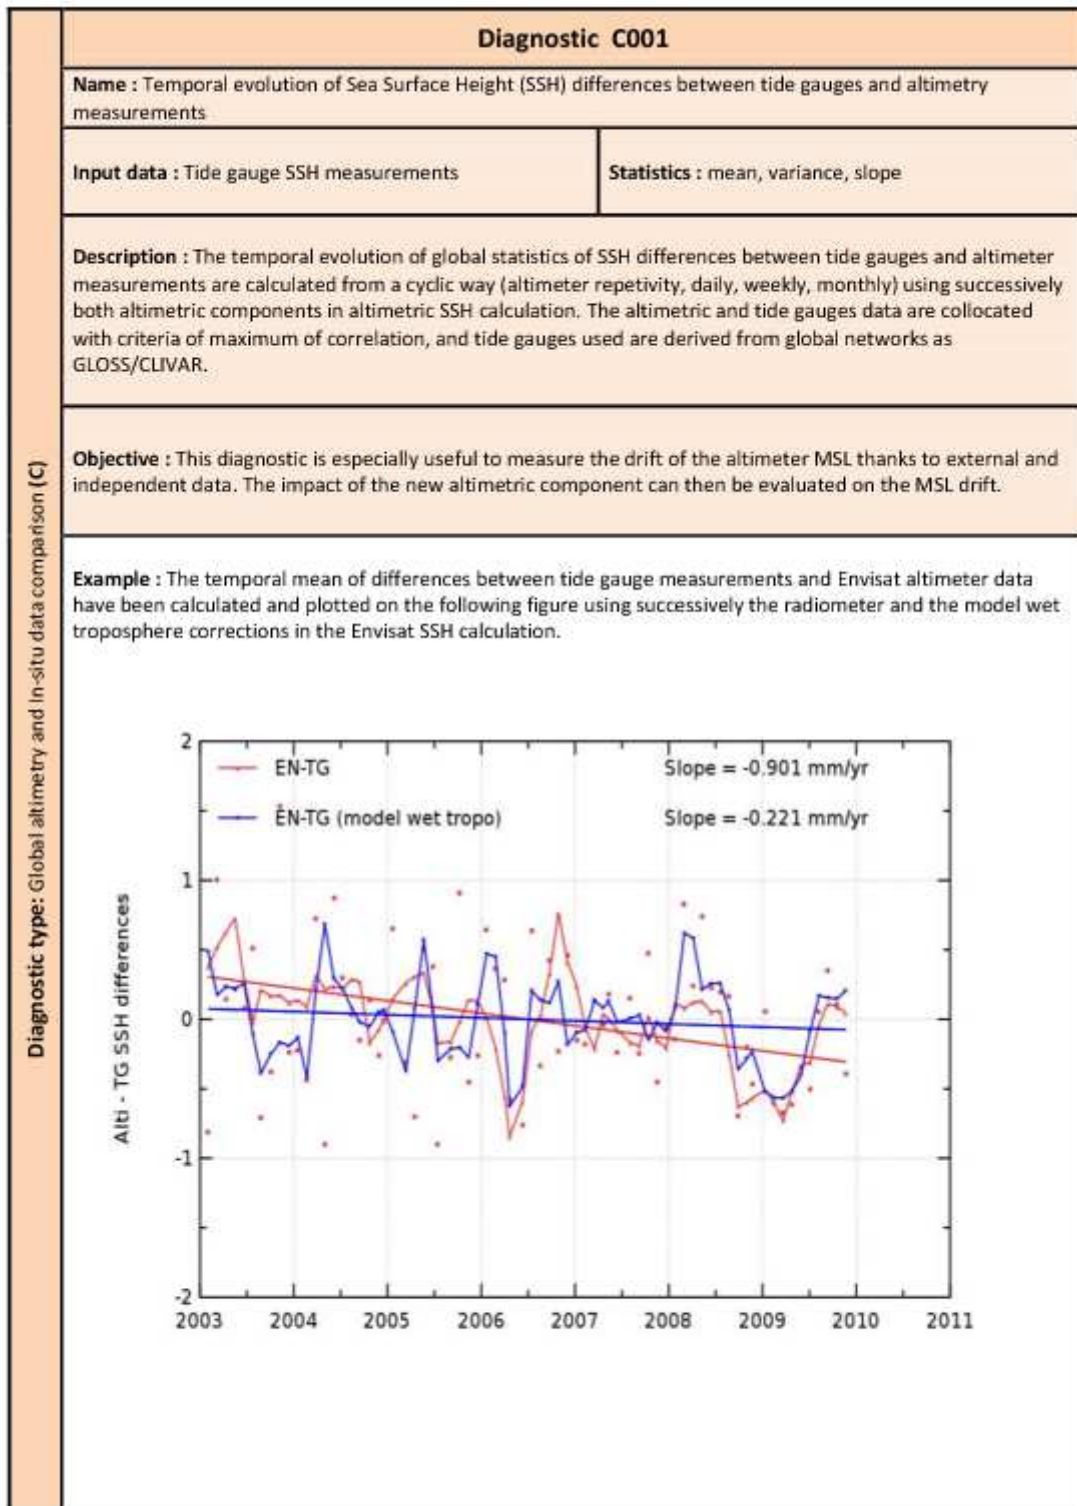 Diagnostic C001
Name : Temporal evolution of Sea Surface Height (SSH) differences between tide gauges and altimetry
measurements
Input data : Tide gauge SSH measurements
Statistics : mean, variance, slope
Description : The temporal evolution of global statistics of SSH differences between tide gauges and altimeter
measurements are calculated from a cyclic way (altimeter repetivity, daily, weekly, monthly) using successively
both altimetric components in altimetric SSH calculation. The altimetric and tide gauges data are collocated
with criteria of maximum of correlation, and tide gauges used are derived from global networks as
GLOSS/CLIVAR.
Objective : This diagnostic is especially useful to measure the drift of the altimeter MSL thanks to external and
independent data. The impact of the new altimetric component can then be evaluated on the MSL drift.
Diagnostic type: Global altimetry and In-situ data comparison (C)
Example : The temporal mean of differences between tide gauge measurements and Envisat altimeter data
have been calculated and plotted on the following figure using successively the radiometer and the model wet
troposphere corrections in the Envisat SSH calculation.
2
EN-TG
Slope = -0.901 mm/yr
EN-TG (model wet tropo)
Slope = -0.221 mm/yr
1
Alti - TG SSH differences
0
-1
-2
2003 2004 2005 2006 2007 2008 2009 2010 2011